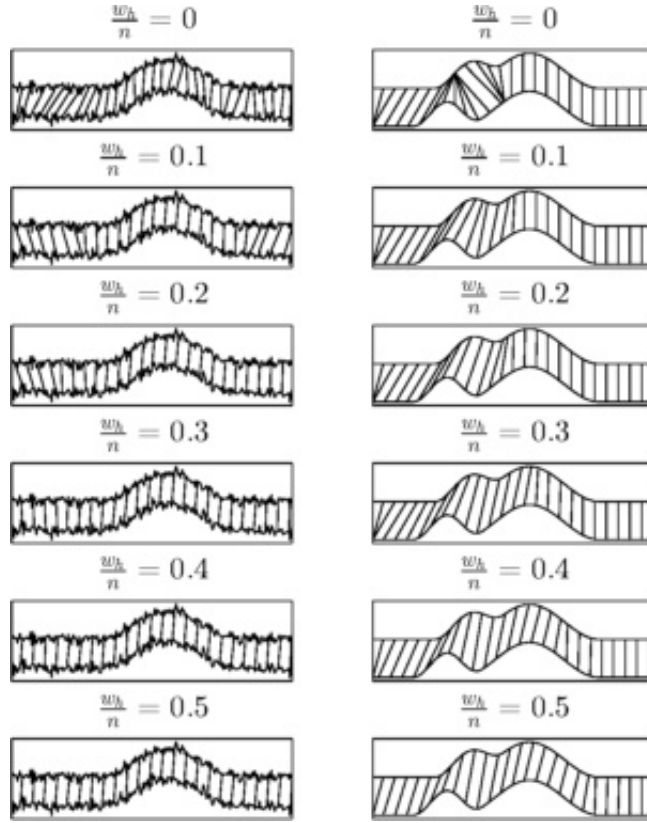 w_h/n = 0 w_h/n = 0
w_h/n = 0.1 w_h/n = 0.1
w_h/n = 0.2 w_h/n = 0.2
w_h/n = 0.3 w_h/n = 0.3
w_h/n = 0.4 w_h/n = 0.4
w_h/n = 0.5 w_h/n = 0.5